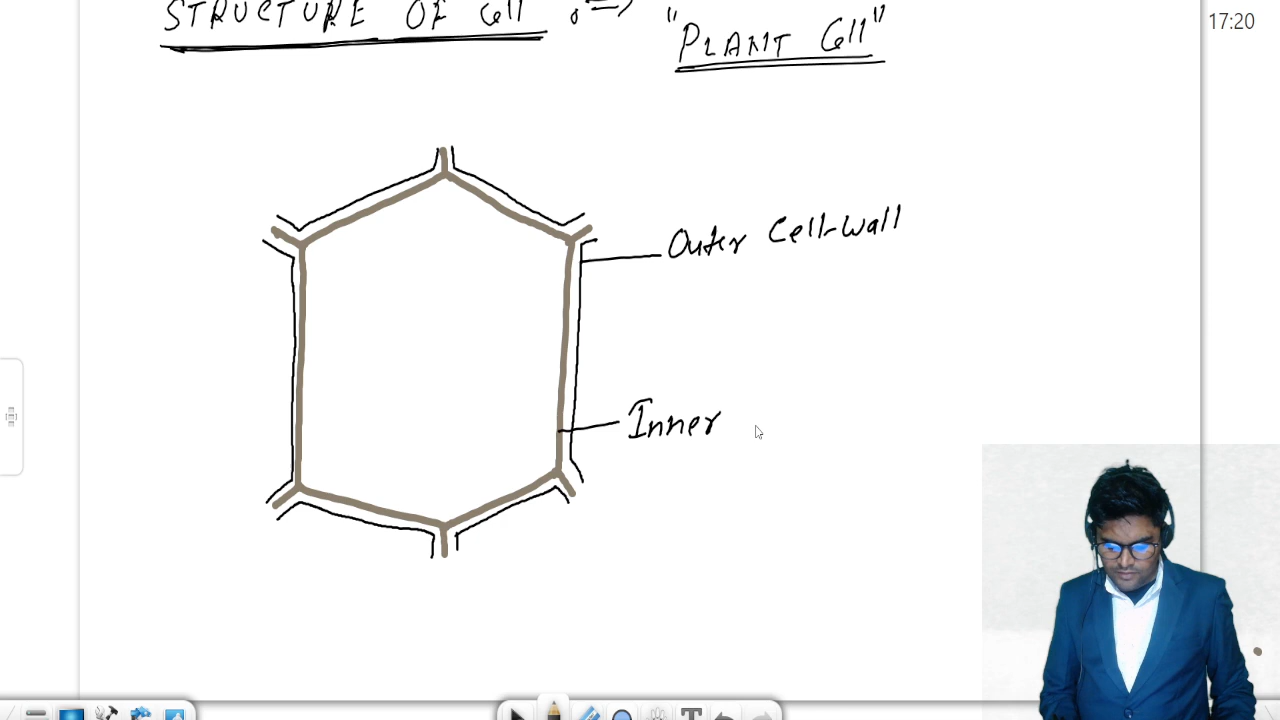 STRUCTURE OF Cell :=>
"PLANT Cell"
17:20
Outer Cell-Wall
Inner